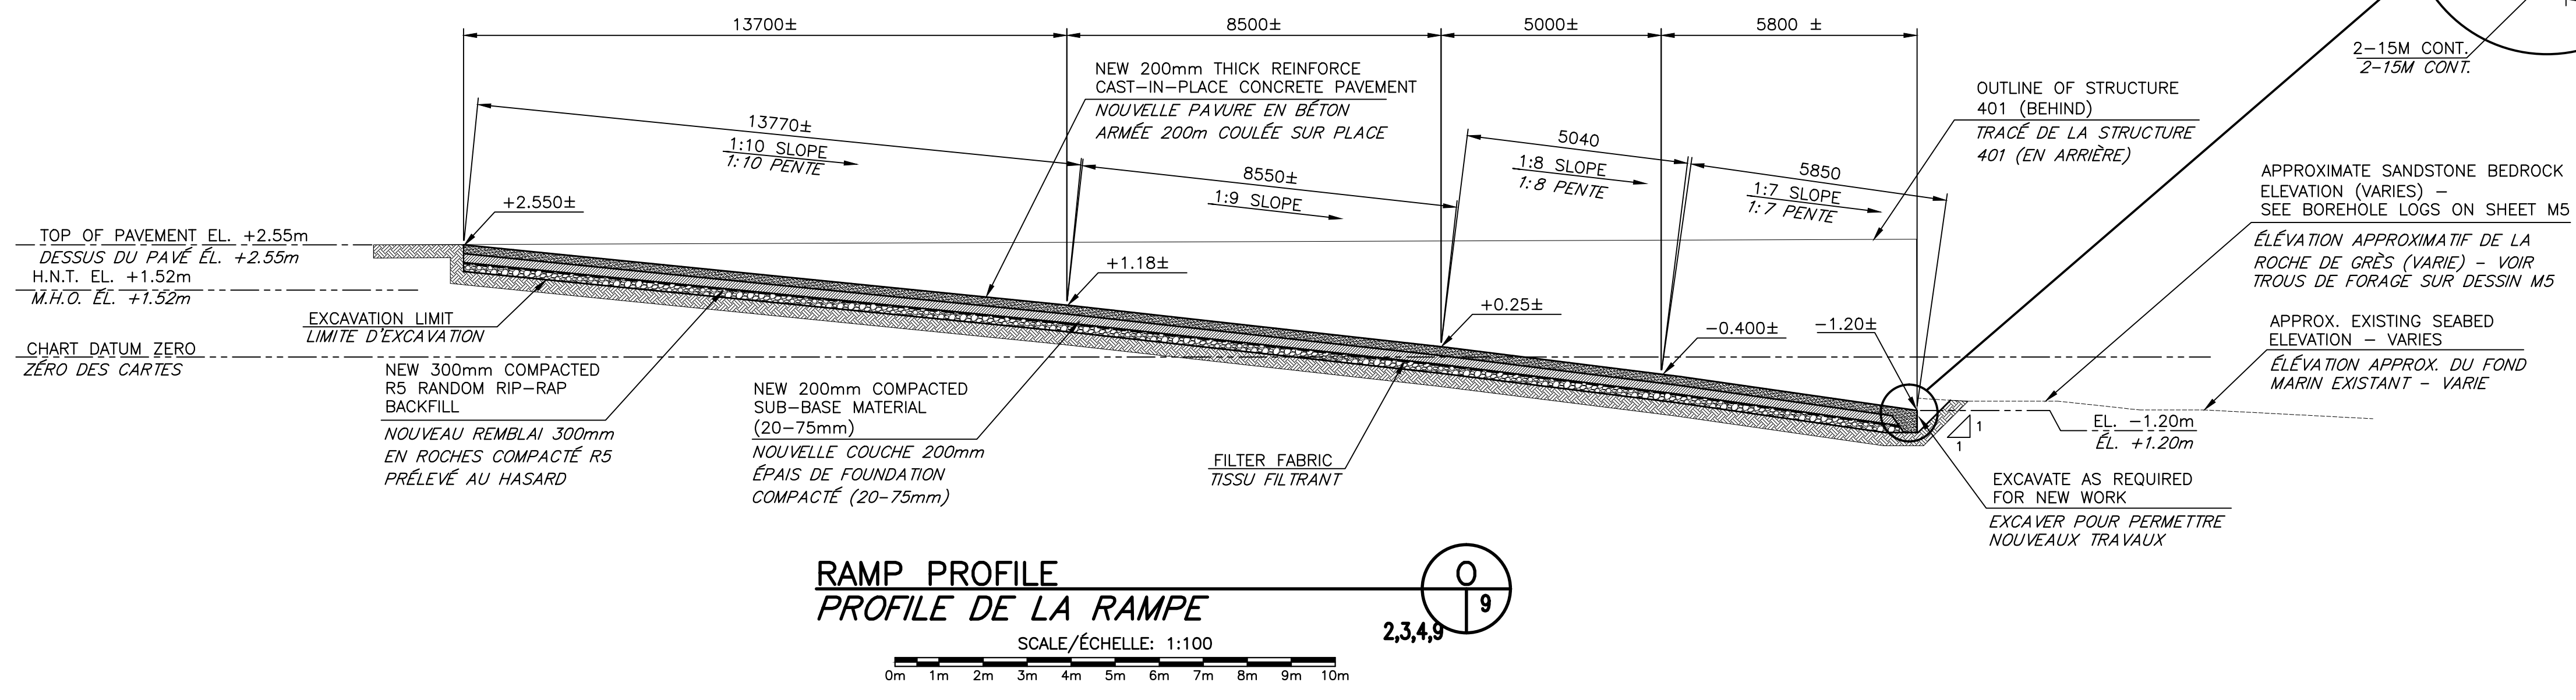 13700±
8500±
5000±
5800 ±
2-15M CONT.
2-15M CONT.
NEW 200mm THICK REINFORCE
CAST-IN-PLACE CONCRETE PAVEMENT
NOUVELLE PAVURE EN BÉTON
ARMÉE 200m COULÉE SUR PLACE
OUTLINE OF STRUCTURE
401 (BEHIND)
TRACÉ DE LA STRUCTURE
401 (EN ARRIÈRE)
13770±
1:10 SLOPE
1:10 PENTE
8550±
1:9 SLOPE
5040
1:8 SLOPE
1:8 PENTE
5850
1:7 SLOPE
1:7 PENTE
APPROXIMATE SANDSTONE BEDROCK
ELEVATION (VARIES) -
SEE BOREHOLE LOGS ON SHEET M5
ÉLÉVATION APPROXIMATIF DE LA
ROCHE DE GRÈS (VARIE) - VOIR
TROUS DE FORAGE SUR DESSIN M5
+2.550±
TOP OF PAVEMENT EL. +2.55m
DESSUS DU PAVÉ ÉL. +2.55m
H.N.T. EL. +1.52m
M.H.O. ÉL. +1.52m
+1.18±
+0.25±
-0.400±
-1.20±
EXCAVATION LIMIT
LIMITE D'EXCAVATION
CHART DATUM ZERO
ZÉRO DES CARTES
APPROX. EXISTING SEABED
ELEVATION - VARIES
ÉLÉVATION APPROX. DU FOND
MARIN EXISTANT - VARIE
NEW 300mm COMPACTED
R5 RANDOM RIP-RAP
BACKFILL
NOUVEAU REMBLAI 300mm
EN ROCHES COMPACTÉ R5
PRÉLEVÉ AU HASARD
NEW 200mm COMPACTED
SUB-BASE MATERIAL
(20-75mm)
NOUVELLE COUCHE 200mm
ÉPAIS DE FOUNDATION
COMPACTÉ (20-75mm)
FILTER FABRIC
TISSU FILTRANT
1
1
EL. -1.20m
ÉL. +1.20m
EXCAVATE AS REQUIRED
FOR NEW WORK
EXCAVER POUR PERMETTRE
NOUVEAUX TRAVAUX
RAMP PROFILE
PROFILE DE LA RAMPE
O
9
2,3,4,9
SCALE/ÉCHELLE: 1:100
0m 1m 2m 3m 4m 5m 6m 7m 8m 9m 10m